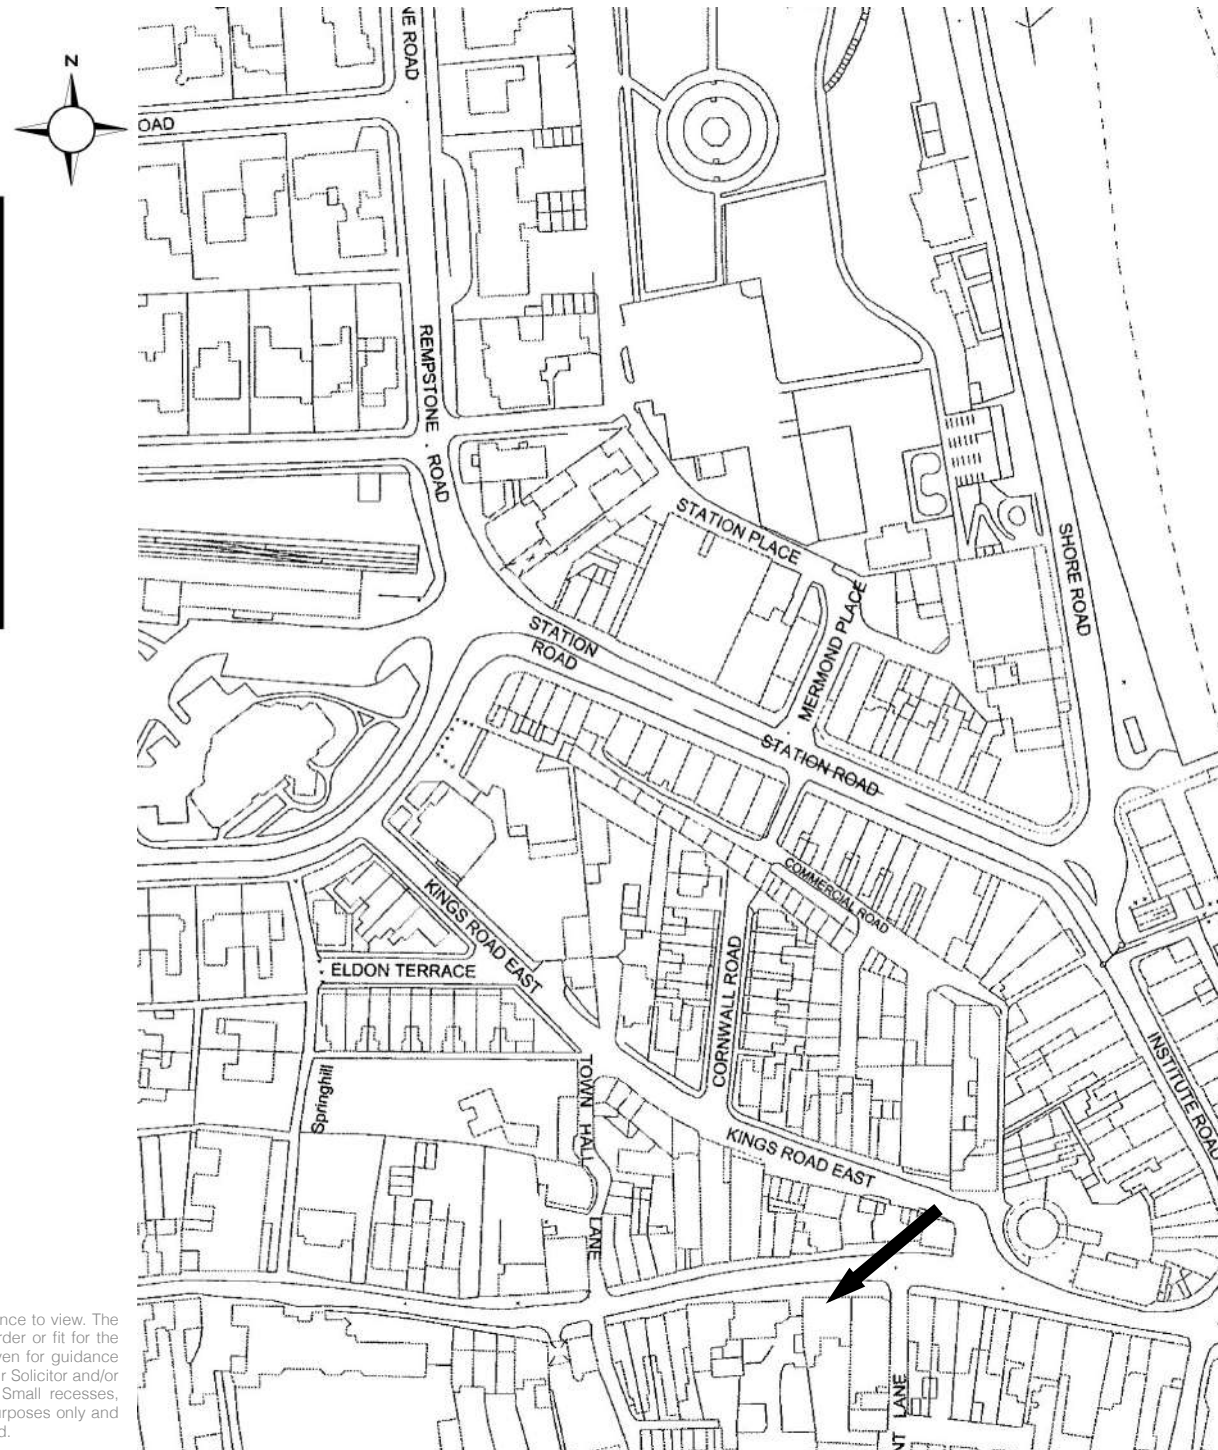 N
NE ROAD
OAD
REMPSTONE ROAD
STATION PLACE
SHORE ROAD
MERMOND PLACE
STATION
ROAD
STATION ROAD
COMMERCIAL ROAD
KINGS ROAD EAST
CORNWALL ROAD
ELDON TERRACE
INSTITUTE ROAD
TOWN HALL LANE
Springhill
KINGS ROAD EAST
NT LANE
nce to view. The
rder or fit for the
ven for guidance
r Solicitor and/or
Small recesses,
urposes only and
d.